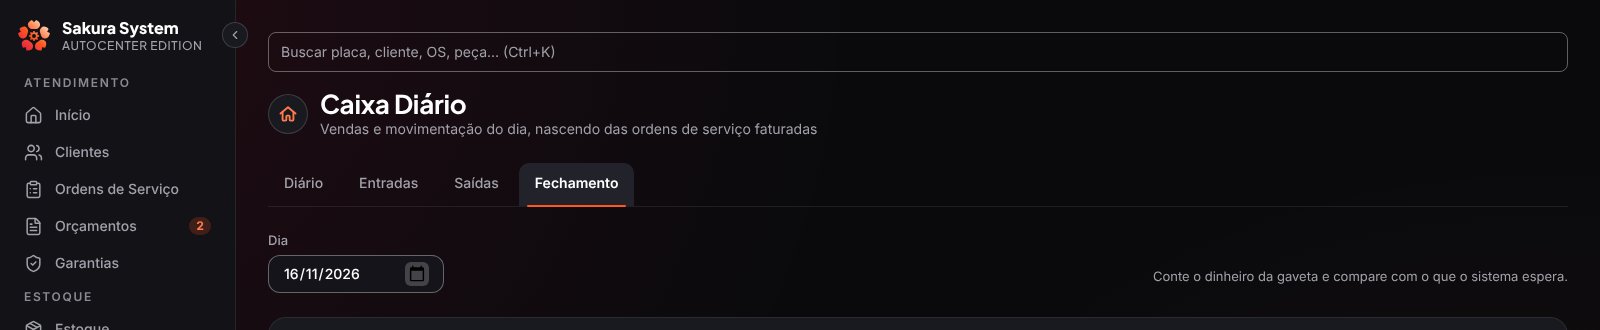 Sakura System
AUTOCENTER EDITION
ATENDIMENTO
Início
Clientes
Ordens de Serviço
Orçamentos 2
Garantias
ESTOQUE
Estoque
Buscar placa, cliente, OS, peça... (Ctrl+K)
Caixa Diário
Vendas e movimentação do dia, nascendo das ordens de serviço faturadas
Diário Entradas Saídas Fechamento
Dia
16/11/2026
Conte o dinheiro da gaveta e compare com o que o sistema espera.